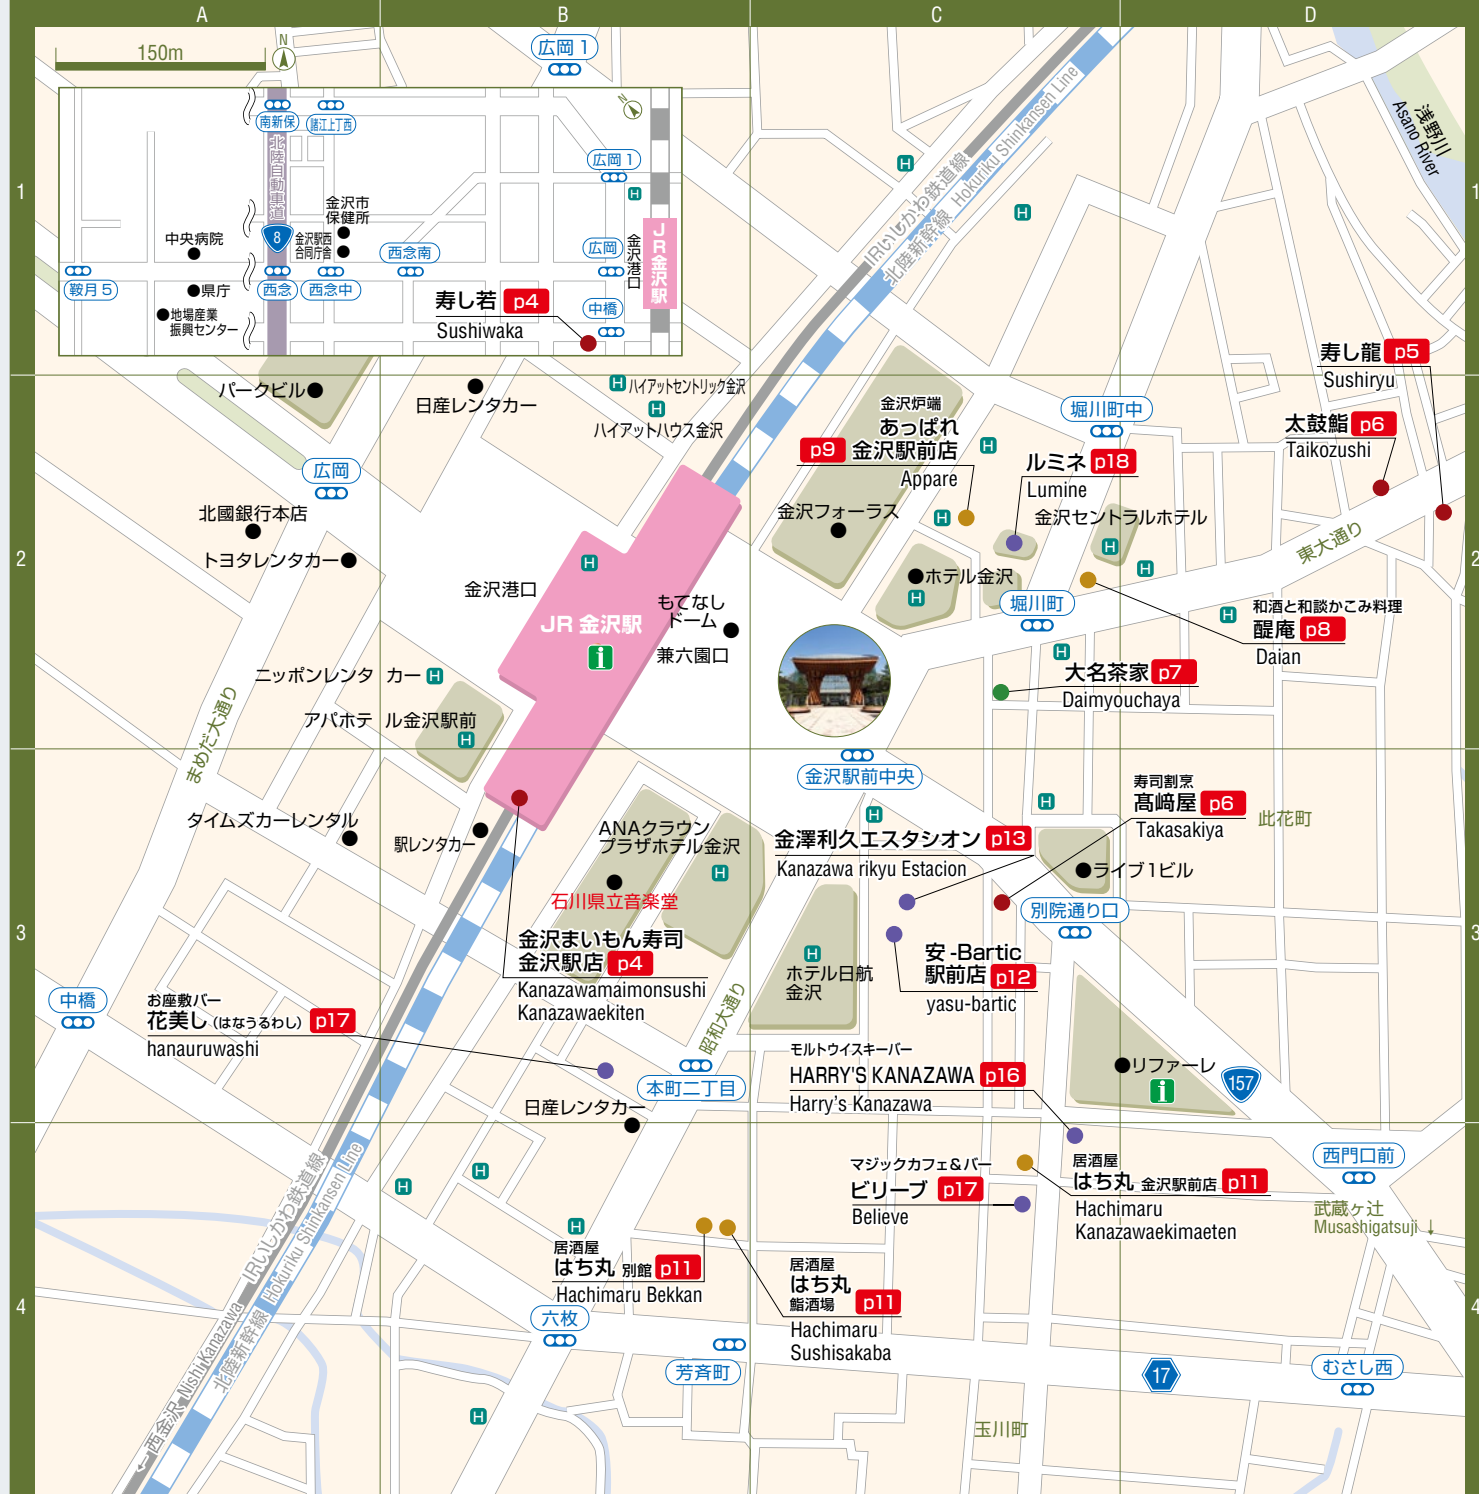 A
B
C
D
150m
N
広岡 1
南新保
諸江上丁西
北陸自動車道
広岡 1
N
金沢市
保健所
中央病院
8
金沢駅西
合同庁舎
西念南
広岡
金沢港口
JR金沢駅
鞍月 5
県庁
西念
西念中
地場産業
振興センター
寿し若 p4
Sushiwaka
中橋
IRいしかわ鉄道線
北陸新幹線 Hokuriku Shinkansen Line
浅野川
Asano River
1
1
パークビル
日産レンタカー
ハイアットセントリック金沢
ハイアットハウス金沢
金沢炉端
あっぱれ
p9 金沢駅前店
Appare
堀川町中
寿し龍 p5
Sushiryu
太鼓鮨 p6
Taikozushi
ルミネ p18
Lumine
広岡
北國銀行本店
トヨタレンタカー
金沢フォーラス
金沢セントラルホテル
東大通り
2
2
金沢港口
JR 金沢駅
i
もてなし
ドーム
兼六園口
ホテル金沢
堀川町
和酒と和談かこみ料理
醍庵 p8
Daian
大名茶家 p7
Daimyouchaya
ニッポンレンタ カー
アパホテ ル金沢駅前
まめだ大通り
金沢駅前中央
寿司割烹
髙﨑屋 p6
Takasakiya
此花町
タイムズカーレンタル
駅レンタカー
ANAクラウン
プラザホテル金沢
石川県立音楽堂
金澤利久エスタシオン p13
Kanazawa rikyu Estacion
ライブ1ビル
別院通り口
3
3
金沢まいもん寿司
金沢駅店 p4
Kanazawamaimonsushi
Kanazawaekiten
ホテル日航
金沢
安 -Bartic
駅前店 p12
yasu-bartic
中橋
お座敷バー
花美し (はなうるわし) p17
hanauruwashi
昭和大通り
本町二丁目
日産レンタカー
モルトウイスキーバー
HARRY'S KANAZAWA p16
Harry's Kanazawa
リファーレ
i
157
IRいしかわ鉄道線
北陸新幹線 Hokuriku Shinkansen Line
←西金沢 NishiKanazawa
マジックカフェ&バー
ビリーブ p17
Believe
居酒屋
はち丸 金沢駅前店 p11
Hachimaru
Kanazawaekimaeten
西門口前
武蔵ヶ辻
Musashigatsuji ↓
居酒屋
はち丸 別館 p11
Hachimaru Bekkan
居酒屋
はち丸
鮨酒場 p11
Hachimaru
Sushisakaba
4
4
六枚
芳斉町
17
むさし西
玉川町